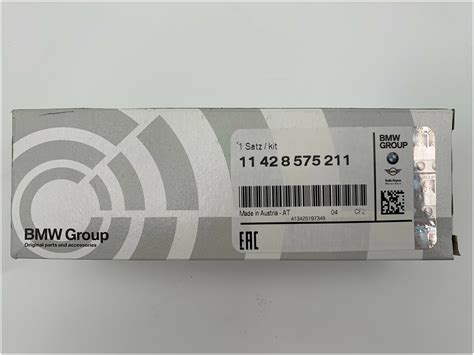 BMW Group
Original parts and accessories
1 Satz / kit
11 42 8 575 211
Made in Austria - AT 04 CF2
413425197349
EAC
BMW
GROUP